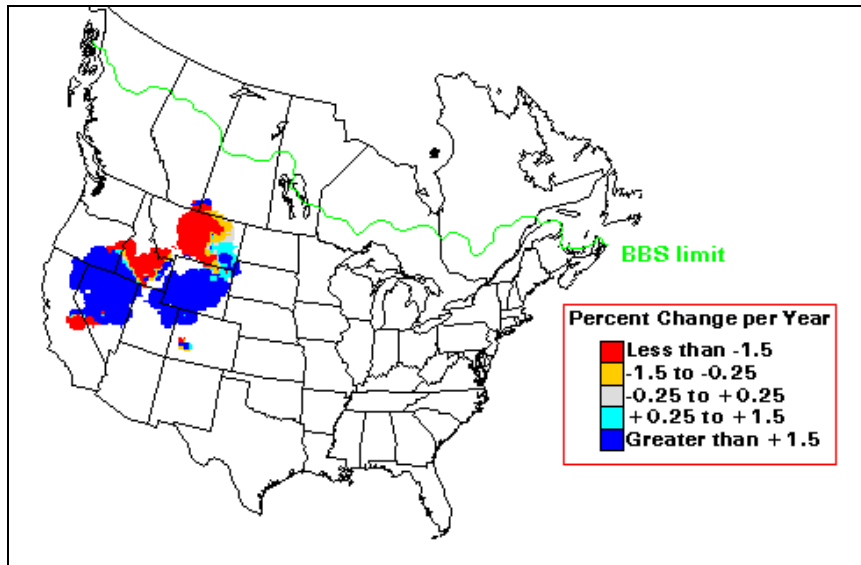 BBS limit
Percent Change per Year
Less than -1.5
-1.5 to -0.25
-0.25 to +0.25
+0.25 to +1.5
Greater than +1.5